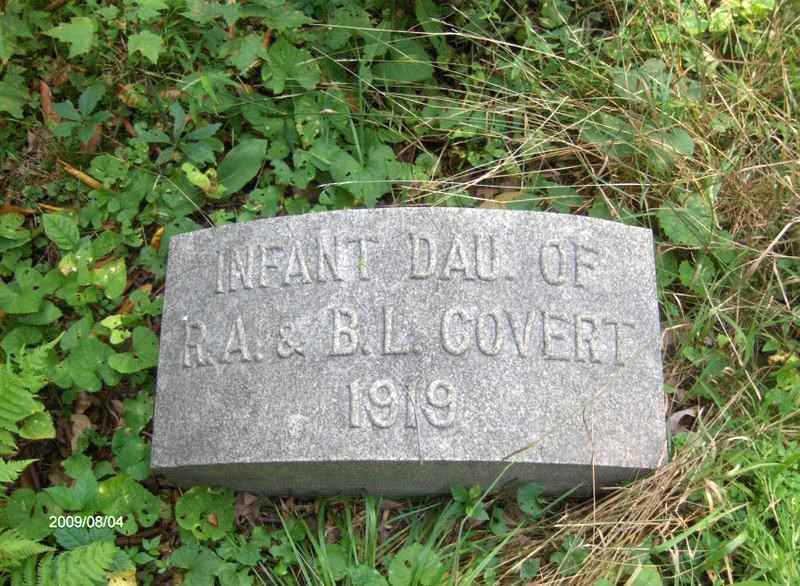 INFANT DAU. OF
R.A. & B.L. COVERT
1919
2009/08/04